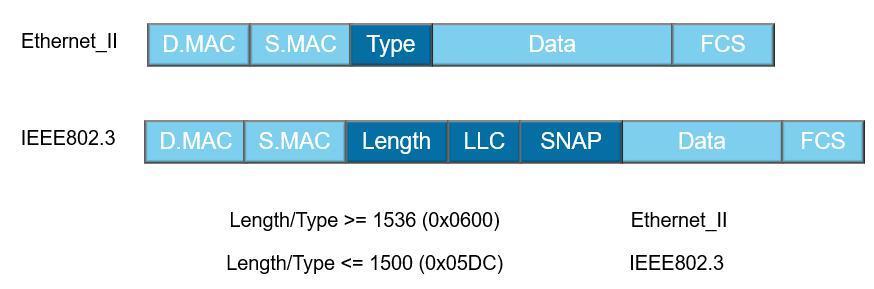 Ethernet_II D.MAC S.MAC Type Data FCS
IEEE802.3 D.MAC S.MAC Length LLC SNAP Data FCS
Length/Type >= 1536 (0x0600) Ethernet_II
Length/Type <= 1500 (0x05DC) IEEE802.3